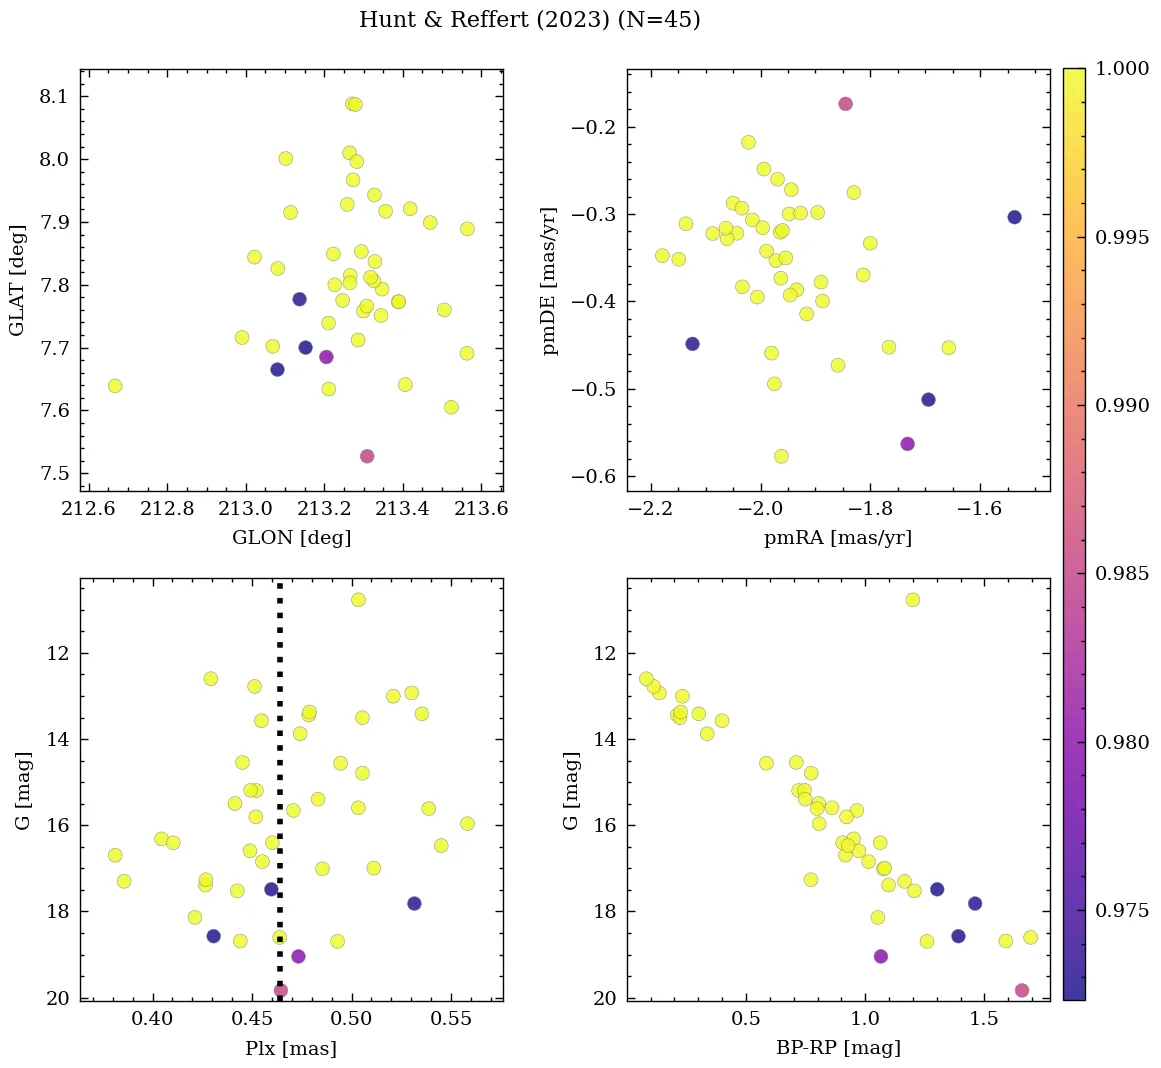 Hunt & Reffert (2023) (N=45)
8.1
8.0
7.9
7.8
7.7
7.6
7.5
GLAT [deg]
212.6 212.8 213.0 213.2 213.4 213.6
GLON [deg]
−0.2
−0.3
−0.4
−0.5
−0.6
pmDE [mas/yr]
−2.2 −2.0 −1.8 −1.6
pmRA [mas/yr]
12
14
16
18
20
G [mag]
0.40 0.45 0.50 0.55
Plx [mas]
12
14
16
18
20
G [mag]
0.5 1.0 1.5
BP-RP [mag]
1.000
0.995
0.990
0.985
0.980
0.975